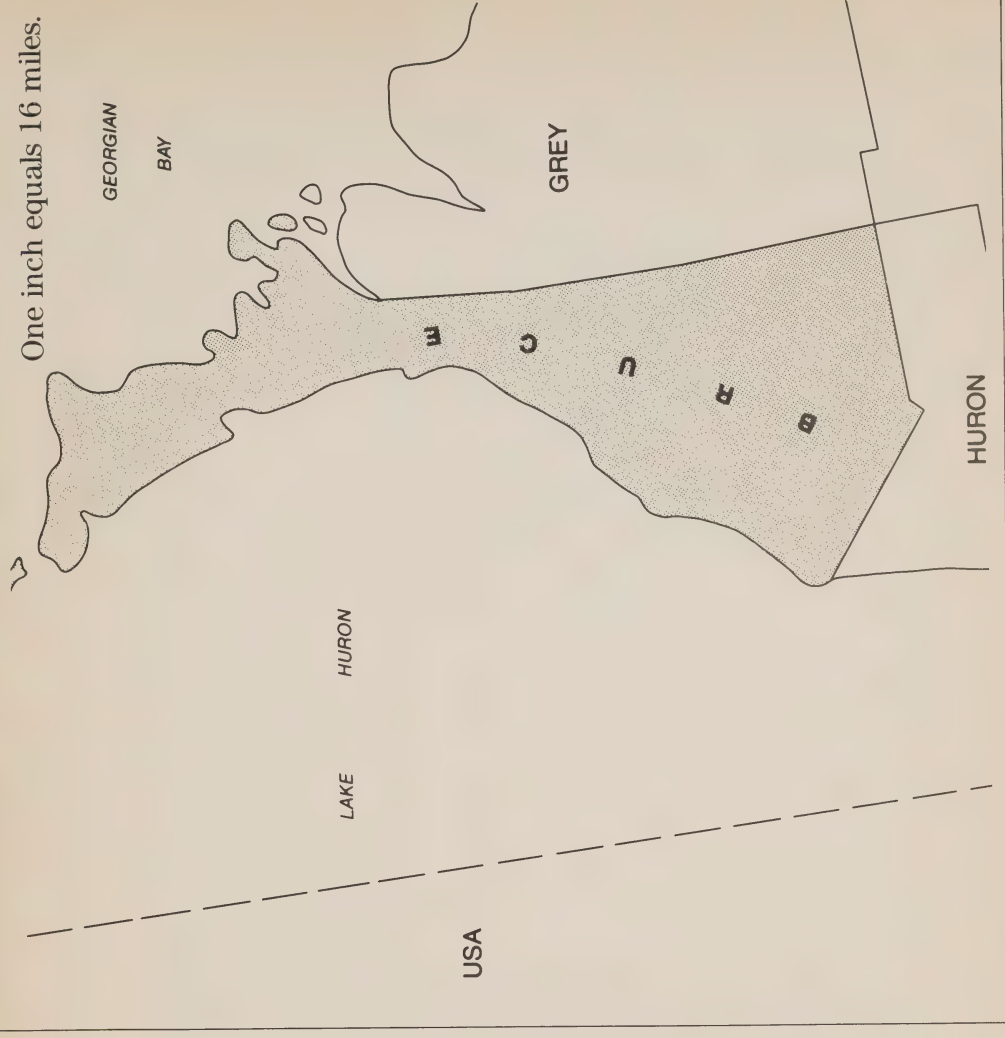 One inch equals 16 miles.
GEORGIAN
BAY
GREY
BRUCE
LAKE HURON
HURON
USA